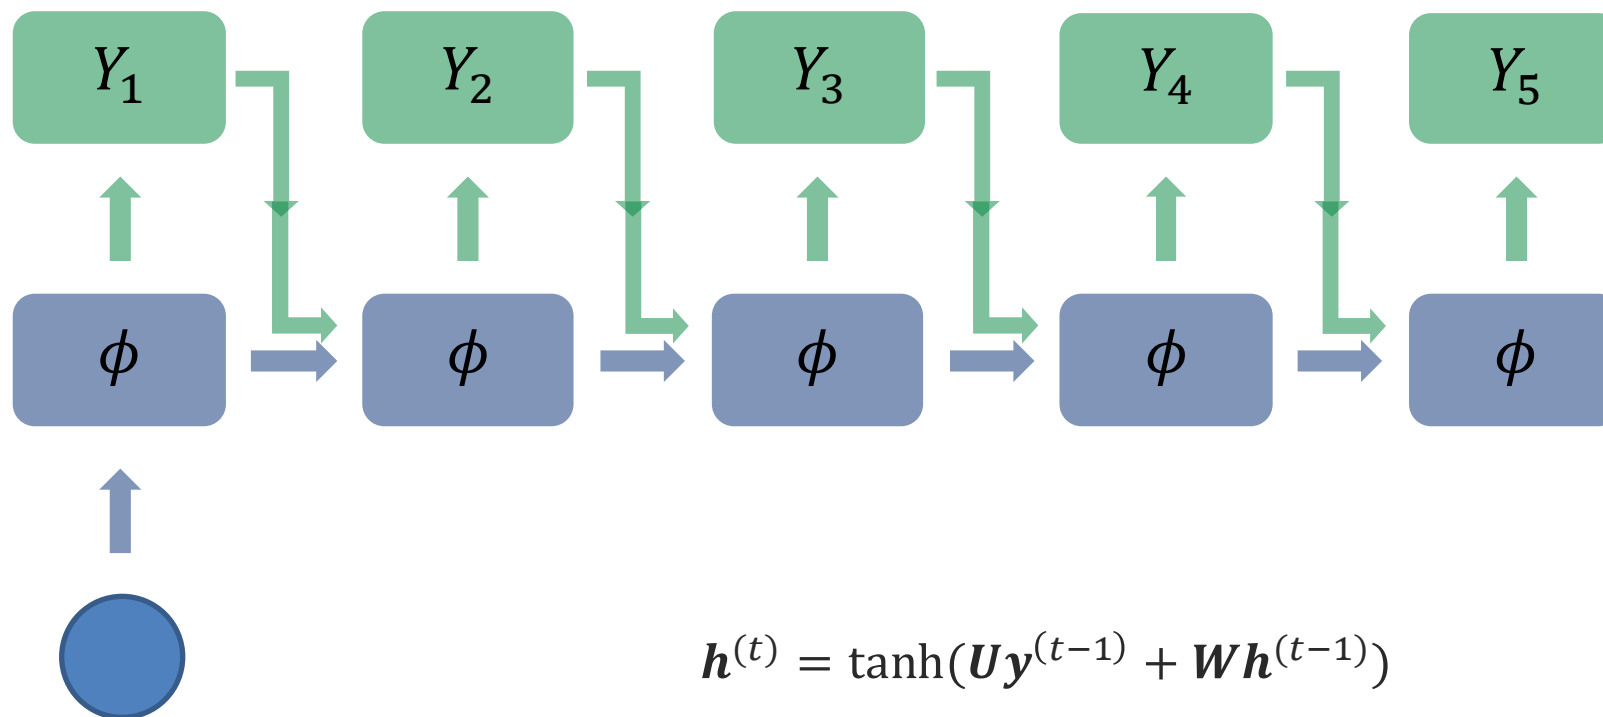 Y₁ Y₂ Y₃ Y₄ Y₅
ϕ ϕ ϕ ϕ ϕ
𝒉⁽ᵗ⁾ = tanh(𝑼𝒚⁽ᵗ⁻¹⁾ + 𝑾𝒉⁽ᵗ⁻¹⁾)